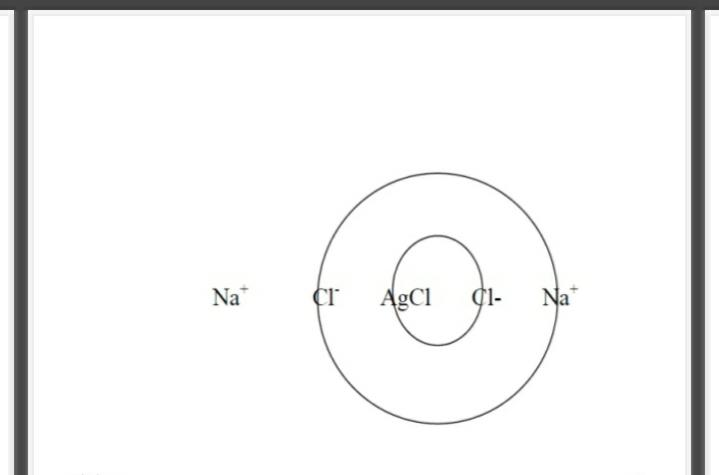 Na⁺ Cl⁻ AgCl Cl- Na⁺